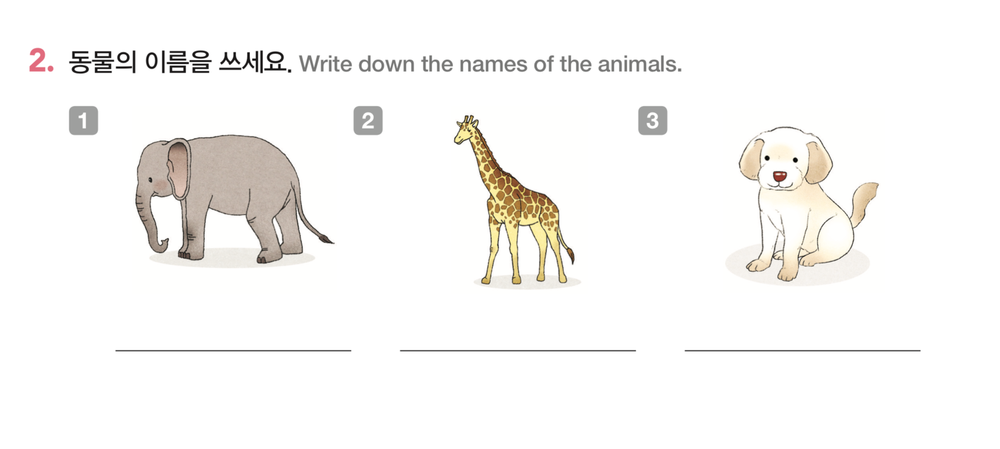 2. 동물의 이름을 쓰세요. Write down the names of the animals.
1 2 3